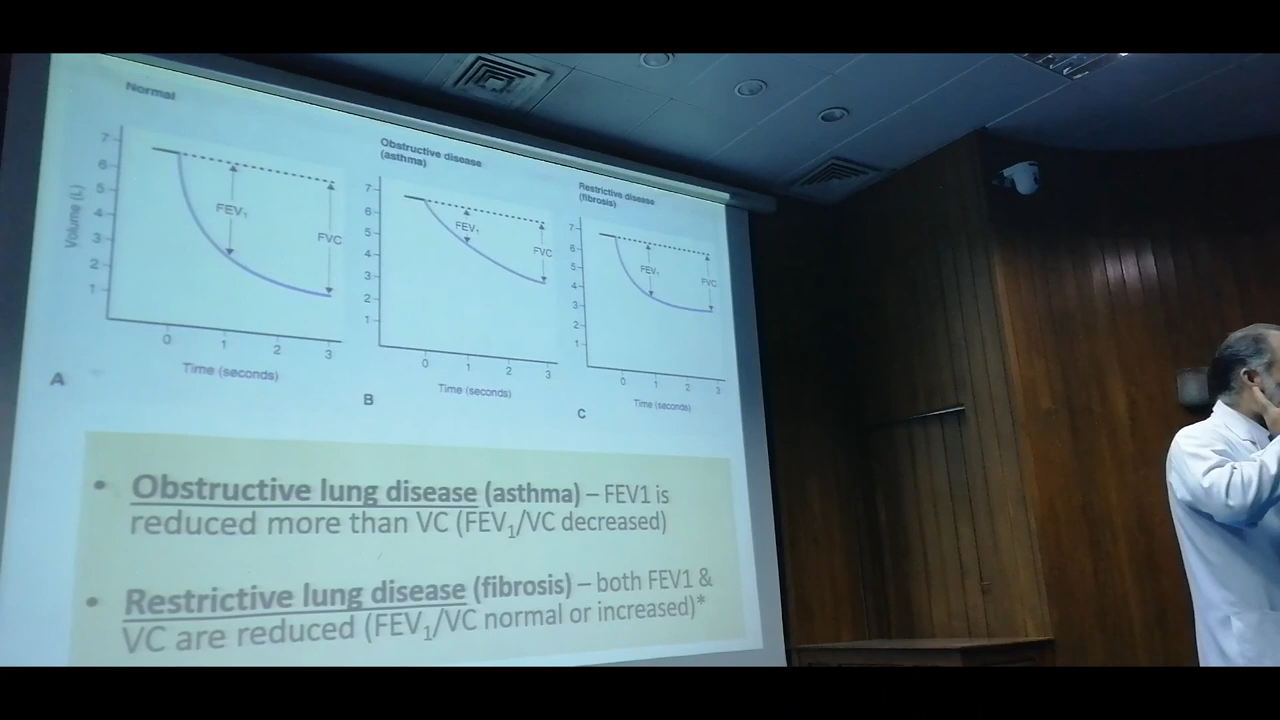 Normal
Volume (L)
7
6
5
4
3
2
1
FEV₁
FVC
0
1
2
3
Time (seconds)
A
Obstructive disease
(asthma)
7
6
5
4
3
2
1
FEV₁
FVC
0
1
2
3
Time (seconds)
B
Restrictive disease
(fibrosis)
7
6
5
4
3
2
1
FEV₁
FVC
0
1
2
3
Time (seconds)
C
• Obstructive lung disease (asthma) – FEV1 is
reduced more than VC (FEV₁/VC decreased)
• Restrictive lung disease (fibrosis) – both FEV1 &
VC are reduced (FEV₁/VC normal or increased)*